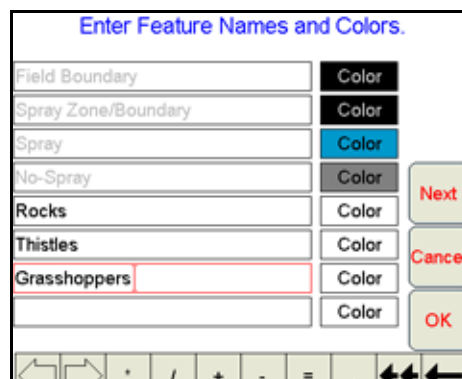 Enter Feature Names and Colors.
Field Boundary Color
Spray Zone/Boundary Color
Spray Color
No-Spray Color
Next
Rocks Color
Thistles Color
Cancel
Grasshoppers Color
Color
OK
* / + - =